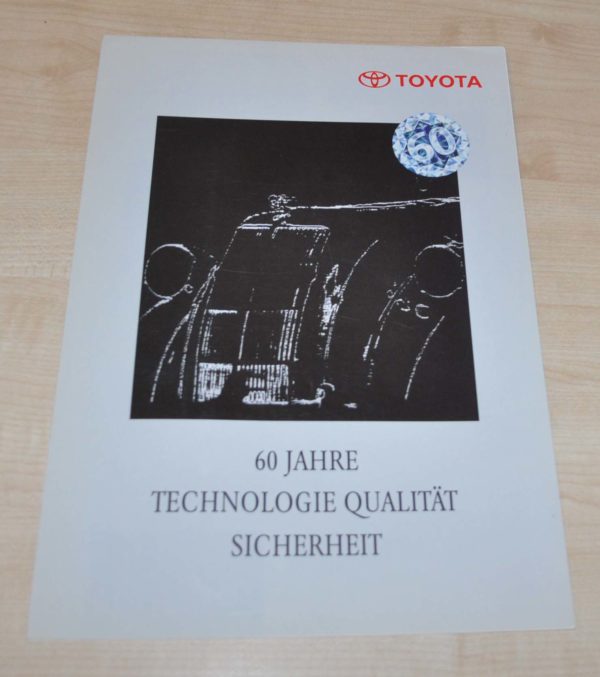 TOYOTA
60
60 JAHRE
TECHNOLOGIE QUALITÄT
SICHERHEIT